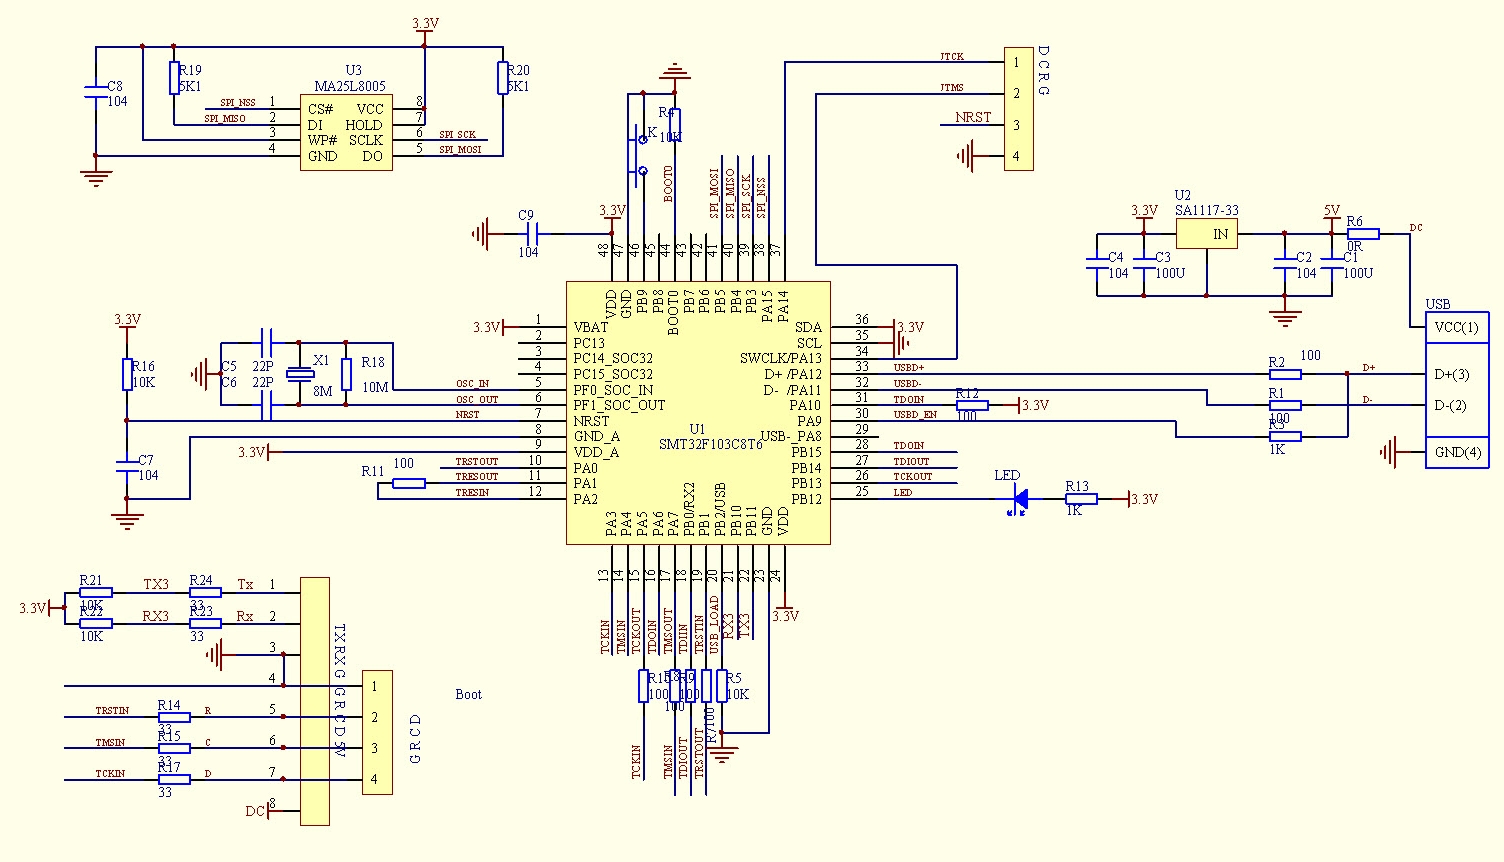 3.3V
U3
MA25L8005
R19
5K1
R20
5K1
C8
104
SPI_NSS 1 CS# VCC 8
SPI_MISO 2 DI HOLD 7
3 WP# SCLK 6 SPI_SCK
4 GND DO 5 SPI_MOSI
JTCK 1
JTMS 2
NRST 3
4
D C R G
R4
10K
K
BOOT0
SPI_MOSI
SPI_MISO
SPI_SCK
SPI_NSS
C9
104
3.3V
48 47 46 45 44 43 42 41 40 39 38 37
VDD GND PB9 PB8 BOOT0 PB7 PB6 PB5 PB4 PB3 PA15 PA14
U2
SA1117-33
IN
3.3V
5V
R6
0R
DC
C4
104
C3
100U
C2
104
C1
100U
USB
VCC(1)
D+(3)
D-(2)
GND(4)
3.3V
R16
10K
C7
104
C5
22P
C6
22P
X1
8M
R18
10M
3.3V 1 VBAT
2 PC13
3 PC14_SOC32
4 PC15_SOC32
OSC_IN 5 PF0_SOC_IN
OSC_OUT 6 PF1_SOC_OUT
NRST 7 NRST
8 GND_A
3.3V 9 VDD_A
TRSTOUT 10 PA0
TRESOUT 11 PA1
TRESIN 12 PA2
R11
100
U1
SMT32F103C8T6
SDA 36 3.3V
SCL 35
SWCLK/PA13 34
D+ /PA12 33 USBD+
D- /PA11 32 USBD-
PA10 31 TDOIN
PA9 30 USBD_EN
USB-_PA8 29
PB15 28 TDOIN
PB14 27 TDIOUT
PB13 26 TCKOUT
PB12 25 LED
R12
100
3.3V
R2
100
R1
100
R3
1K
D+
D-
LED
R13
1K
3.3V
PA3 PA4 PA5 PA6 PA7 PB0/RX2 PB1 PB2/USB PB10 PB11 GND VDD
13 14 15 16 17 18 19 20 21 22 23 24
TCKIN
TMSIN
TCKOUT
TDOIN
TMSOUT
TDIIN
TRSTIN
USB_LOAD
RX3
TX3
3.3V
100
R8
100
R9
100
R7
100
R5
10K
TCKIN
TMSIN
TDIOUT
TRSTOUT
3.3V
R21
10K
TX3
R24
33
Tx 1
R22
10K
RX3
R23
33
Rx 2
3
4
TRSTIN
R14
33
R 5
TMSIN
R15
33
C 6
TCKIN
R17
33
D 7
DC 8
TX RX G G R C D 5V
1
2
3
4
G R C D
Boot